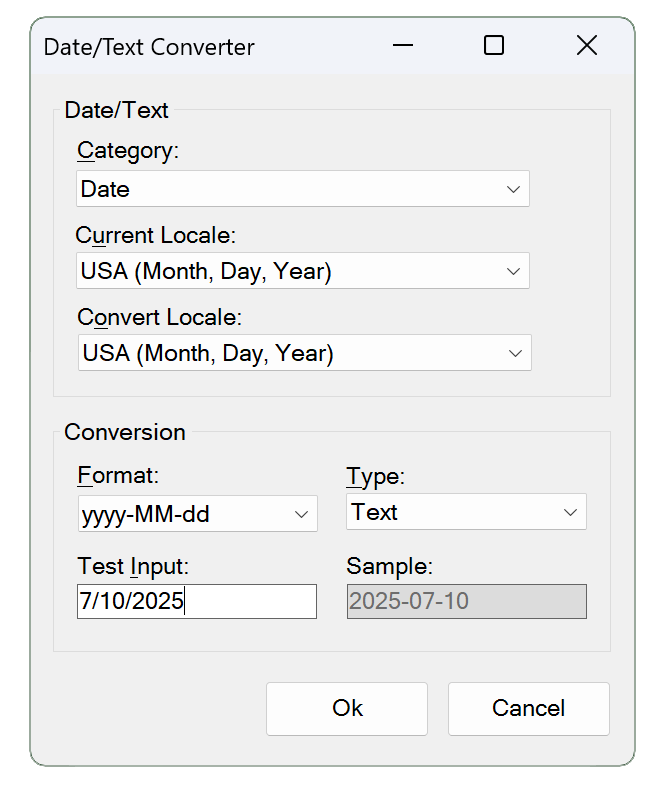 Date/Text Converter
Date/Text
Category:
Date
Current Locale:
USA (Month, Day, Year)
Convert Locale:
USA (Month, Day, Year)
Conversion
Format:
Type:
yyyy-MM-dd
Text
Test Input:
Sample:
7/10/2025
2025-07-10
Ok
Cancel